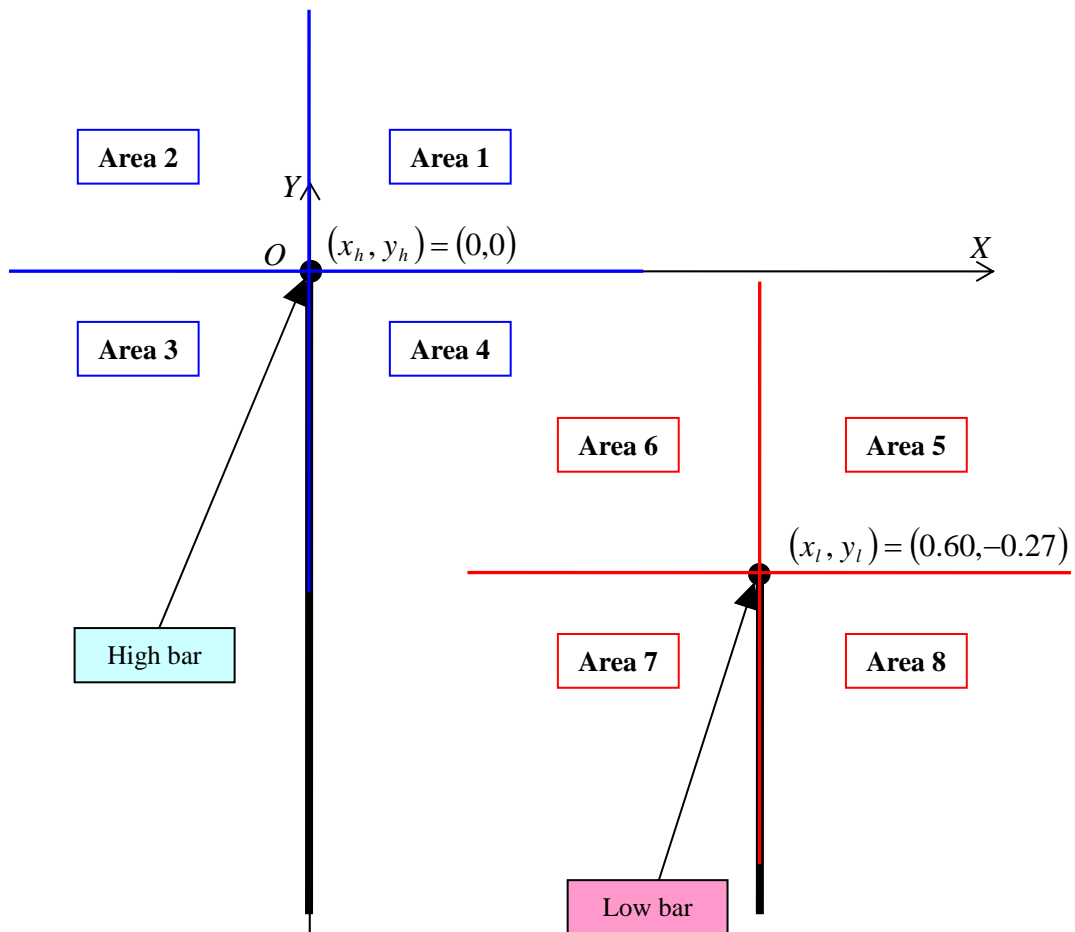 Area 2
Area 1
Y
O
(x_h, y_h) = (0,0)
X
Area 3
Area 4
Area 6
Area 5
(x_l, y_l) = (0.60,−0.27)
High bar
Area 7
Area 8
Low bar